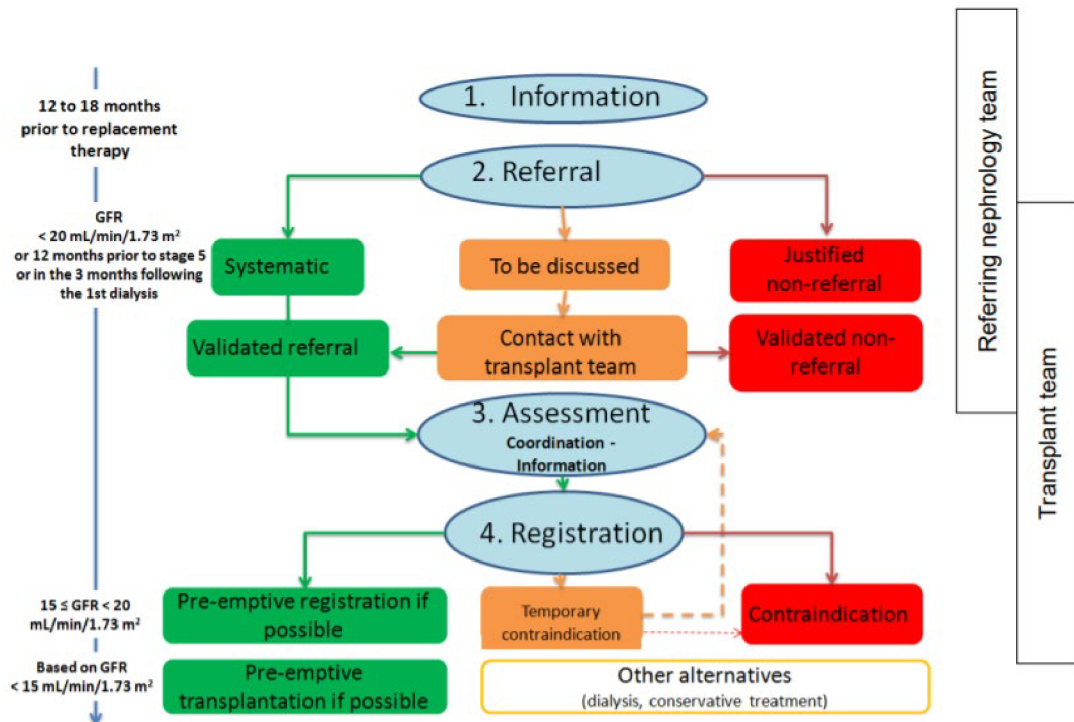 12 to 18 months
prior to replacement
therapy
1. Information
2. Referral
GFR
< 20 mL/min/1.73 m²
or 12 months prior to stage 5
or in the 3 months following
the 1st dialysis
Systematic
To be discussed
Justified
non-referral
Validated referral
Contact with
transplant team
Validated non-
referral
3. Assessment
Coordination -
Information
4. Registration
15 ≤ GFR < 20
mL/min/1.73 m²
Pre-emptive registration if
possible
Temporary
contraindication
Contraindication
Based on GFR
< 15 mL/min/1.73 m²
Pre-emptive
transplantation if possible
Other alternatives
(dialysis, conservative treatment)
Referring nephrology team
Transplant team